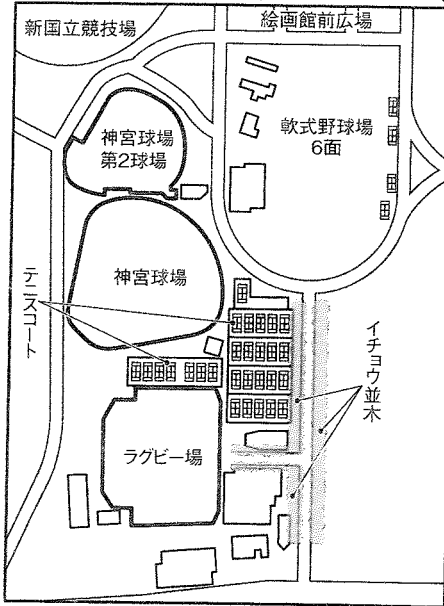 新国立競技場
絵画館前広場
神宮球場
第2球場
軟式野球場
6面
神宮球場
テニスコート
イチョウ並木
ラグビー場